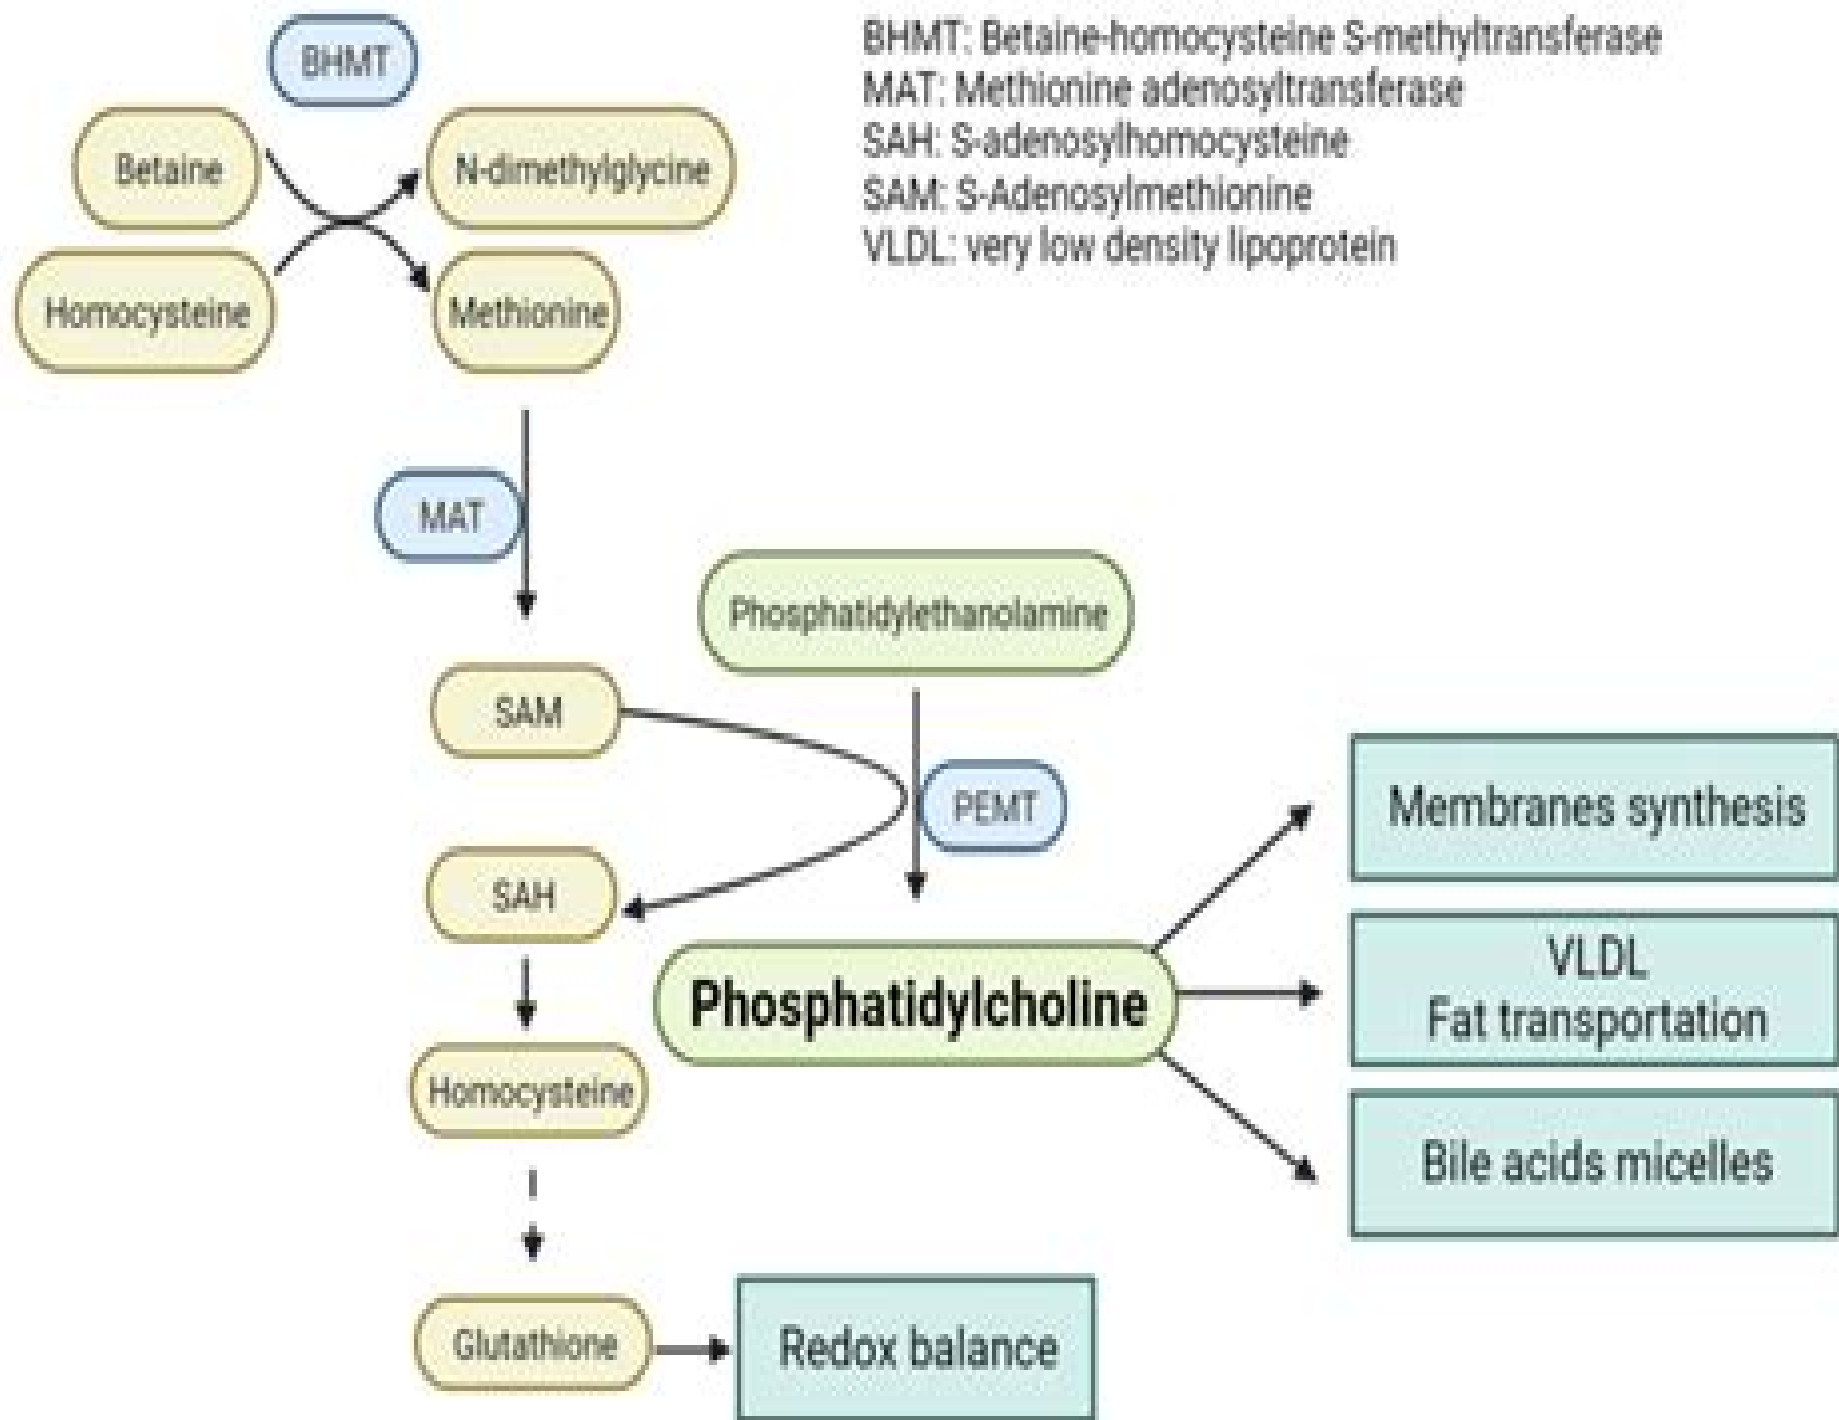 BHMT
BHMT: Betaine-homocysteine S-methyltransferase
MAT: Methionine adenosyltransferase
SAH: S-adenosylhomocysteine
SAM: S-Adenosylmethionine
VLDL: very low density lipoprotein
Betaine
N-dimethylglycine
Homocysteine
Methionine
MAT
Phosphatidylethanolamine
SAM
PEMT
SAH
Phosphatidylcholine
Membranes synthesis
VLDL
Fat transportation
Bile acids micelles
Homocysteine
Glutathione
Redox balance